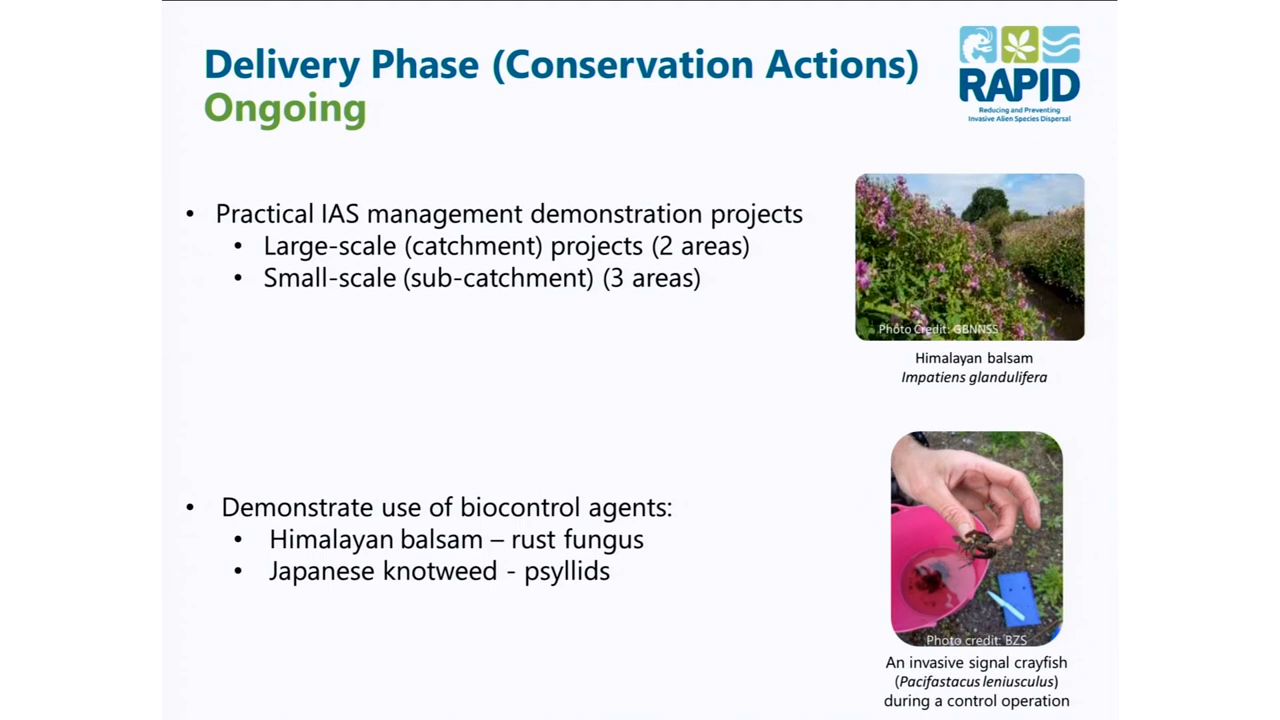 Delivery Phase (Conservation Actions)
Ongoing
RAPID
Reducing and Preventing
Invasive Alien Species Dispersal
• Practical IAS management demonstration projects
• Large-scale (catchment) projects (2 areas)
• Small-scale (sub-catchment) (3 areas)
Photo Credit: GBNNSS
Himalayan balsam
Impatiens glandulifera
• Demonstrate use of biocontrol agents:
• Himalayan balsam – rust fungus
• Japanese knotweed - psyllids
Photo credit: BZS
An invasive signal crayfish
(Pacifastacus leniusculus)
during a control operation